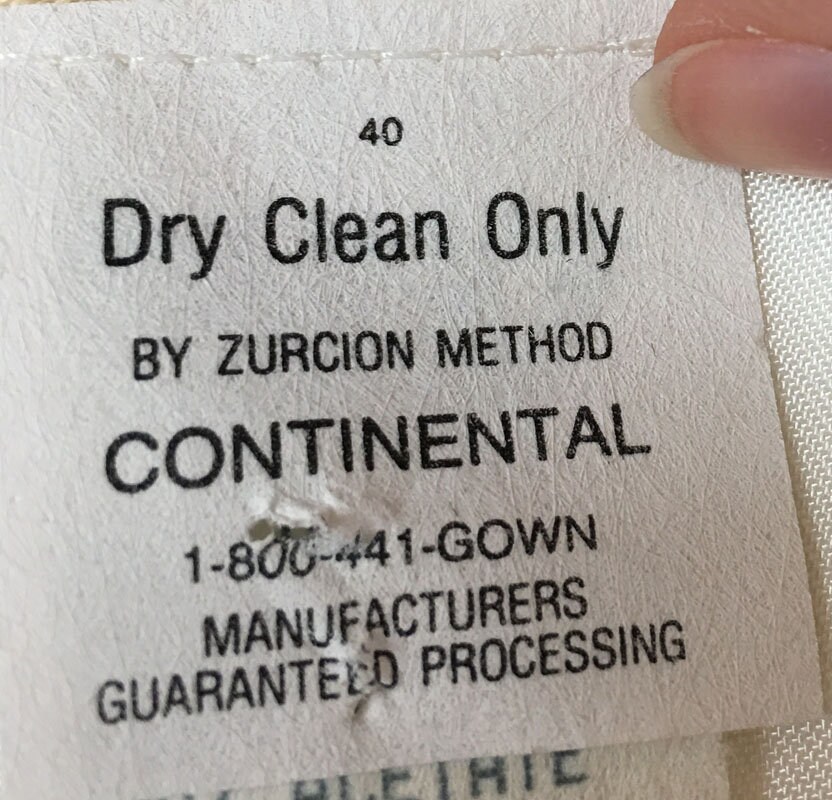 40
Dry Clean Only
BY ZURCION METHOD
CONTINENTAL
1-800-441-GOWN
MANUFACTURERS
GUARANTEED PROCESSING